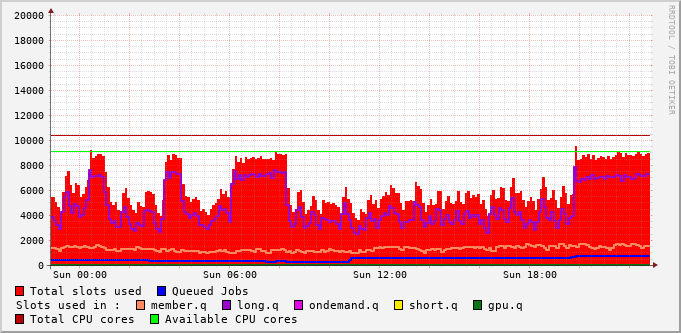 20000
18000
16000
14000
12000
10000
8000
6000
4000
2000
0
Sun 00:00 Sun 06:00 Sun 12:00 Sun 18:00
RRDTOOL / TOBI OETIKER
Total slots used Queued Jobs
Slots used in : member.q long.q ondemand.q short.q gpu.q
Total CPU cores Available CPU cores